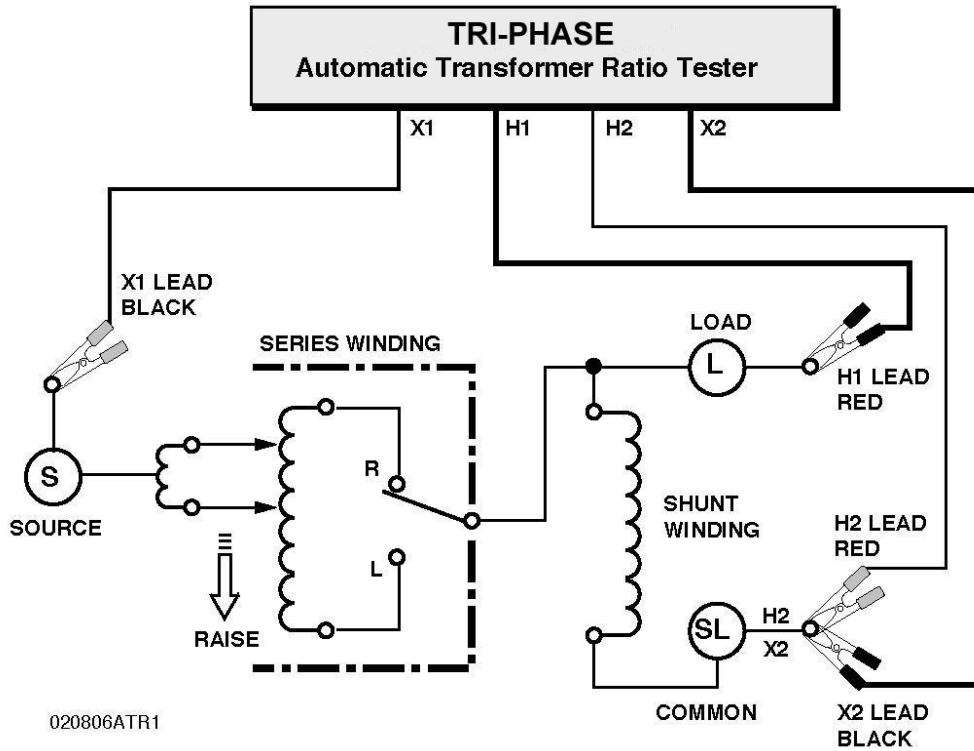 TRI-PHASE
Automatic Transformer Ratio Tester
X1
H1
H2
X2
X1 LEAD
BLACK
SERIES WINDING
LOAD
L
H1 LEAD
RED
S
SOURCE
R
L
RAISE
SHUNT
WINDING
H2 LEAD
RED
SL
H2
X2
COMMON
X2 LEAD
BLACK
020806ATR1